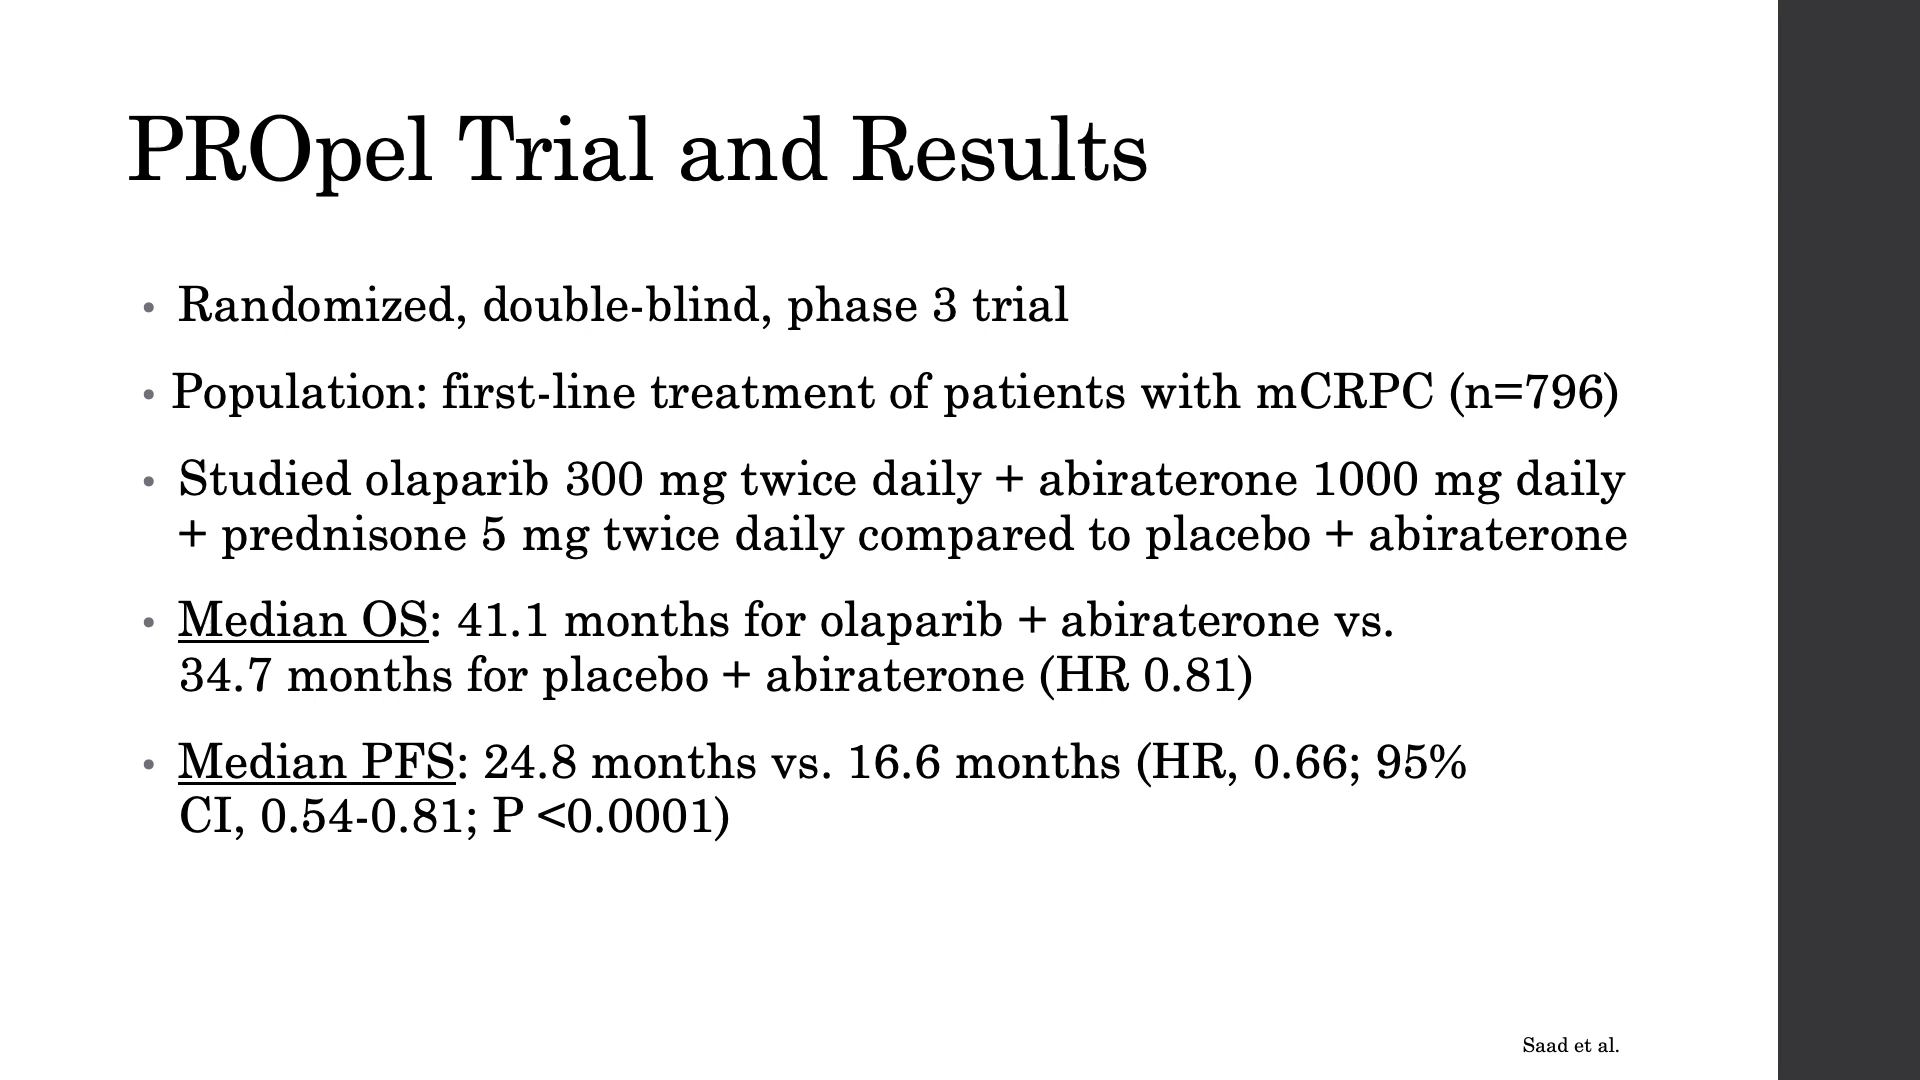 PROpel Trial and Results
• Randomized, double-blind, phase 3 trial
• Population: first-line treatment of patients with mCRPC (n=796)
• Studied olaparib 300 mg twice daily + abiraterone 1000 mg daily
+ prednisone 5 mg twice daily compared to placebo + abiraterone
• Median OS: 41.1 months for olaparib + abiraterone vs.
34.7 months for placebo + abiraterone (HR 0.81)
• Median PFS: 24.8 months vs. 16.6 months (HR, 0.66; 95%
CI, 0.54-0.81; P <0.0001)
Saad et al.